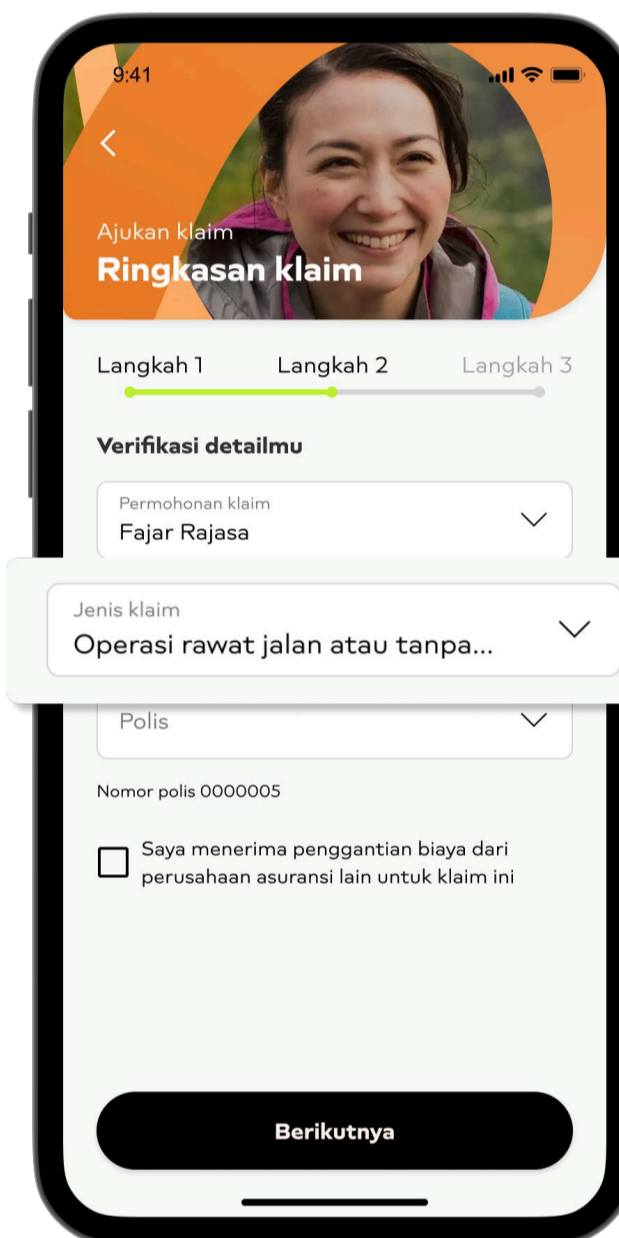 9:41
Ajukan klaim
Ringkasan klaim
Langkah 1 Langkah 2 Langkah 3
Verifikasi detailmu
Permohonan klaim
Fajar Rajasa
Jenis klaim
Operasi rawat jalan atau tanpa...
Polis
Nomor polis 0000005
Saya menerima penggantian biaya dari
perusahaan asuransi lain untuk klaim ini
Berikutnya